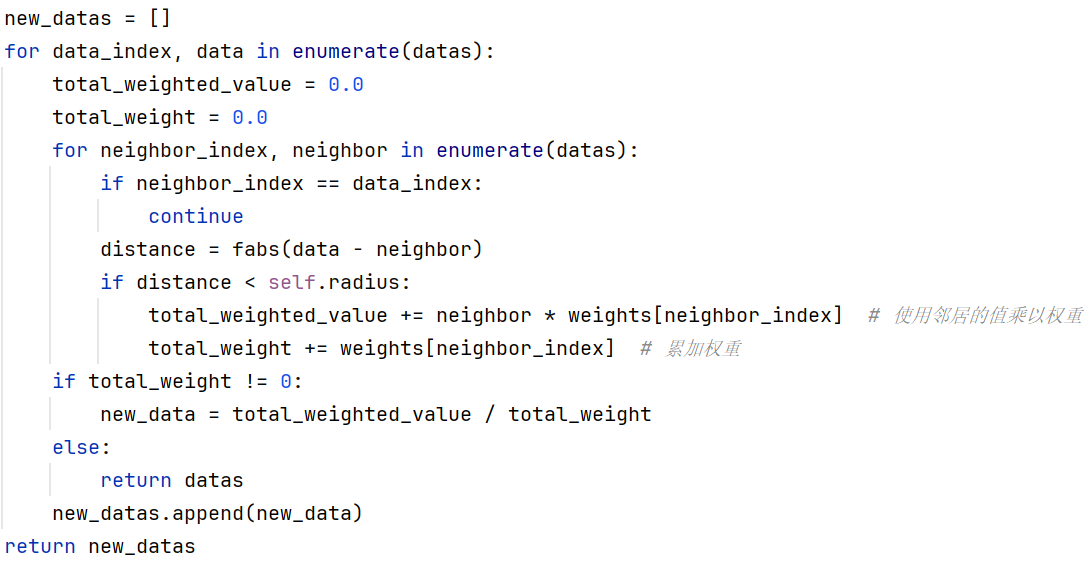 new_datas = []
for data_index, data in enumerate(datas):
    total_weighted_value = 0.0
    total_weight = 0.0
    for neighbor_index, neighbor in enumerate(datas):
        if neighbor_index == data_index:
            continue
        distance = fabs(data - neighbor)
        if distance < self.radius:
            total_weighted_value += neighbor * weights[neighbor_index]  # 使用邻居的值乘以权重
            total_weight += weights[neighbor_index]  # 累加权重
    if total_weight != 0:
        new_data = total_weighted_value / total_weight
    else:
        return datas
    new_datas.append(new_data)
return new_datas